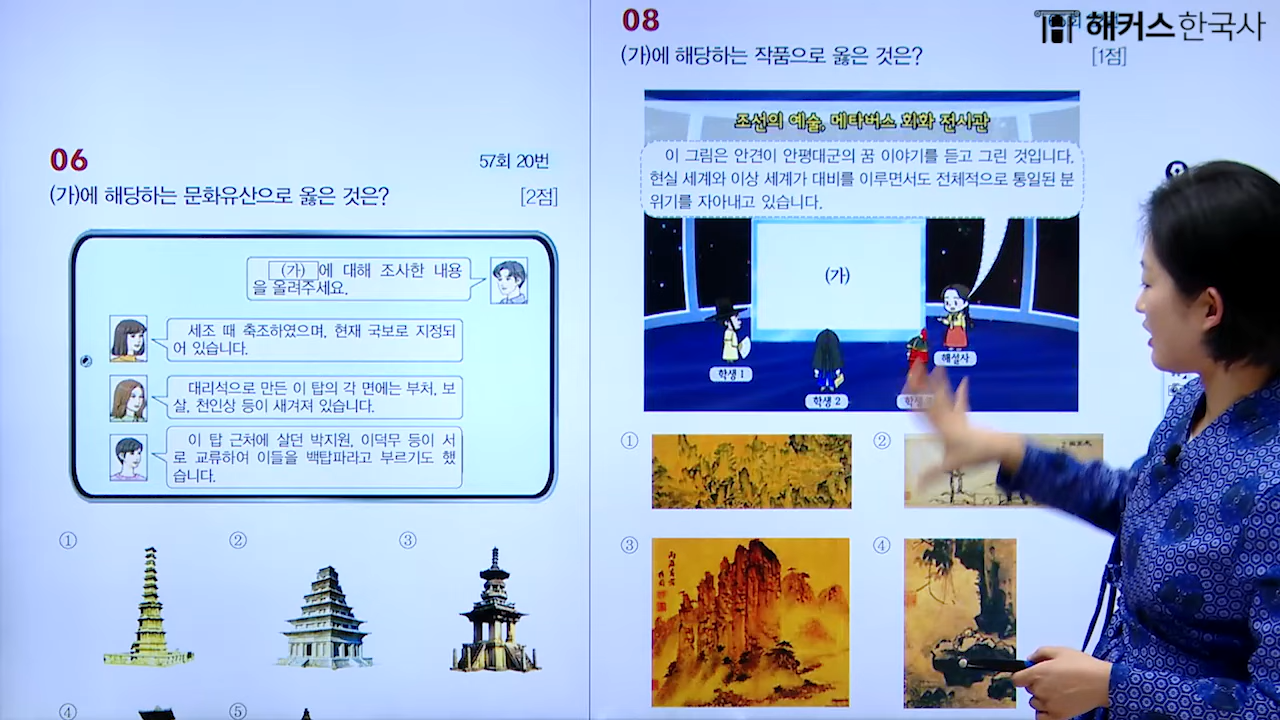 06
57회 20번
(가)에 해당하는 문화유산으로 옳은 것은?
[2점]
(가) 에 대해 조사한 내용
을 올려주세요.
세조 때 축조하였으며, 현재 국보로 지정되
어 있습니다.
대리석으로 만든 이 탑의 각 면에는 부처, 보
살, 천인상 등이 새겨져 있습니다.
이 탑 근처에 살던 박지원, 이덕무 등이 서
로 교류하여 이들을 백탑파라고 부르기도 했
습니다.
①
②
③
④
⑤
08
해커스한국사
(가)에 해당하는 작품으로 옳은 것은?
[1점]
조선의 예술, 메타버스 회화 전시관
이 그림은 안견이 안평대군의 꿈 이야기를 듣고 그린 것입니다.
현실 세계와 이상 세계가 대비를 이루면서도 전체적으로 통일된 분
위기를 자아내고 있습니다.
(가)
학생 1
학생 2
학생
해설사
①
②
③
④